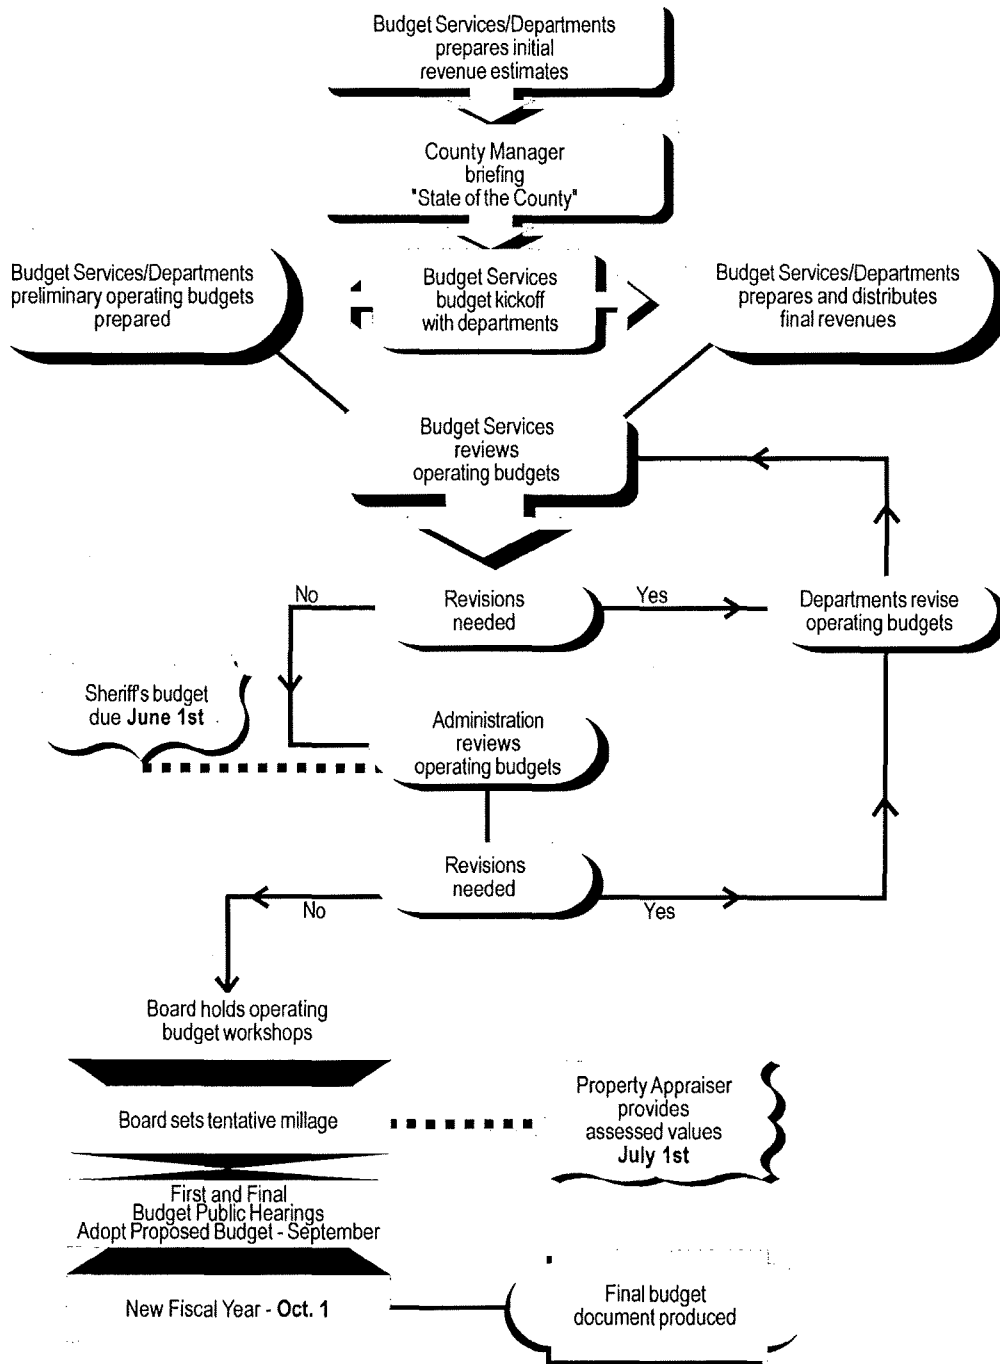 Budget Services/Departments
prepares initial
revenue estimates
County Manager
briefing
"State of the County"
Budget Services/Departments
preliminary operating budgets
prepared
Budget Services
budget kickoff
with departments
Budget Services/Departments
prepares and distributes
final revenues
Budget Services
reviews
operating budgets
No
Revisions
needed
Yes
Departments revise
operating budgets
Sheriff's budget
due June 1st
Administration
reviews
operating budgets
Revisions
needed
No
Yes
Board holds operating
budget workshops
Board sets tentative millage
Property Appraiser
provides
assessed values
July 1st
First and Final
Budget Public Hearings
Adopt Proposed Budget - September
New Fiscal Year - Oct. 1
Final budget
document produced